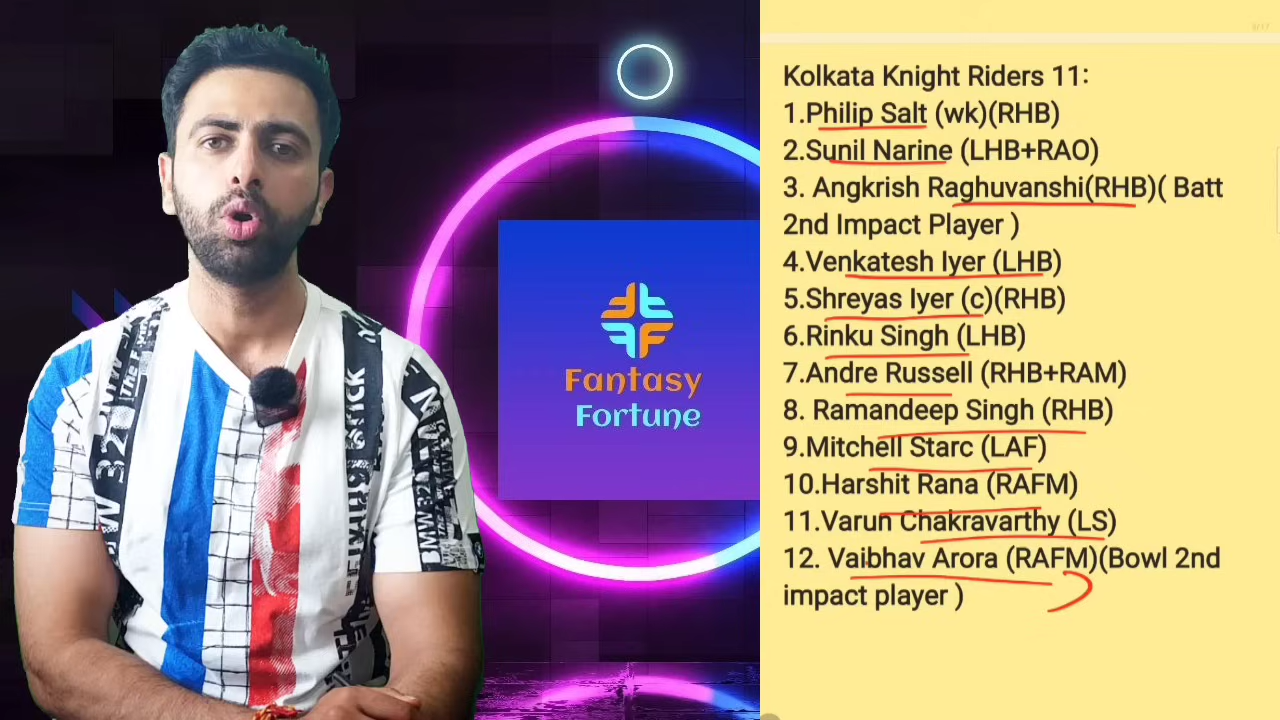 Kolkata Knight Riders 11:
1.Philip Salt (wk)(RHB)
2.Sunil Narine (LHB+RAO)
3. Angkrish Raghuvanshi(RHB)( Batt
2nd Impact Player )
4.Venkatesh Iyer (LHB)
5.Shreyas Iyer (c)(RHB)
6.Rinku Singh (LHB)
7.Andre Russell (RHB+RAM)
8. Ramandeep Singh (RHB)
9.Mitchell Starc (LAF)
10.Harshit Rana (RAFM)
11.Varun Chakravarthy (LS)
12. Vaibhav Arora (RAFM)(Bowl 2nd
impact player )
Fantasy
Fortune